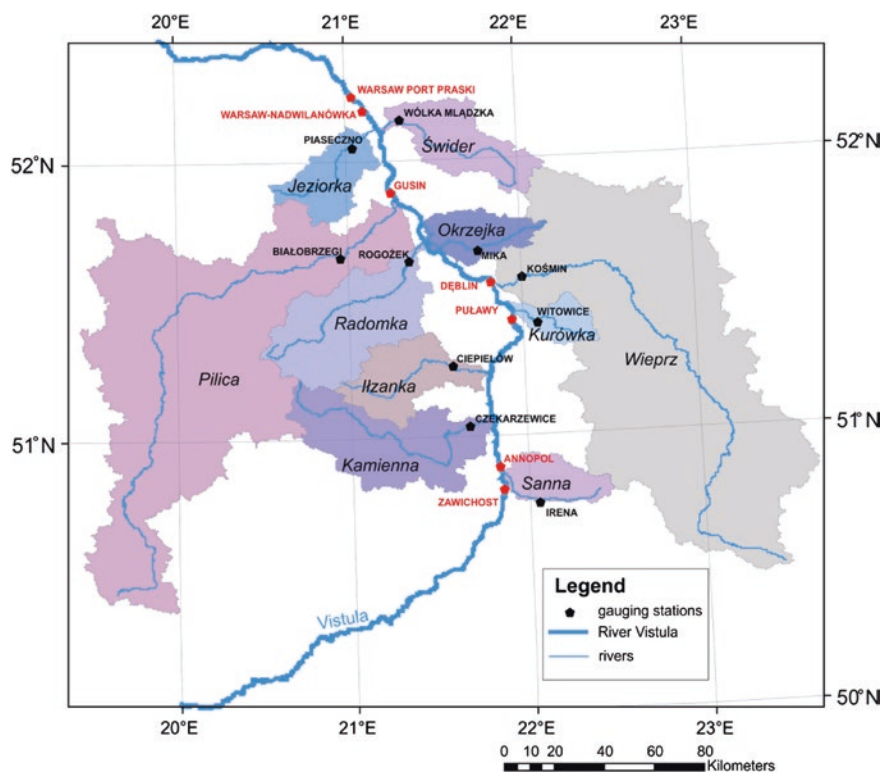 20°E 21°E 22°E 23°E
WARSAW PORT PRASKI
WARSAW-NADWILANÓWKA
WÓLKA MLĄDZKA
PIASECZNO
Świder
52°N
52°N
Jeziorka
GUSIN
Okrzejka
BIAŁOBRZEGI
ROGOŻEK
MIKA
KOŚMIN
DĘBLIN
PUŁAWY
WITOWICE
Radomka
Kurówka
Wieprz
CIEPIELÓW
Pilica
Iłżanka
CZEKARZEWICE
51°N
51°N
Kamienna
ANNOPOL
Sanna
ZAWICHOST
IRENA
Legend
gauging stations
River Vistula
rivers
Vistula
50°N
20°E 21°E 22°E 23°E
0 10 20 40 60 80
Kilometers